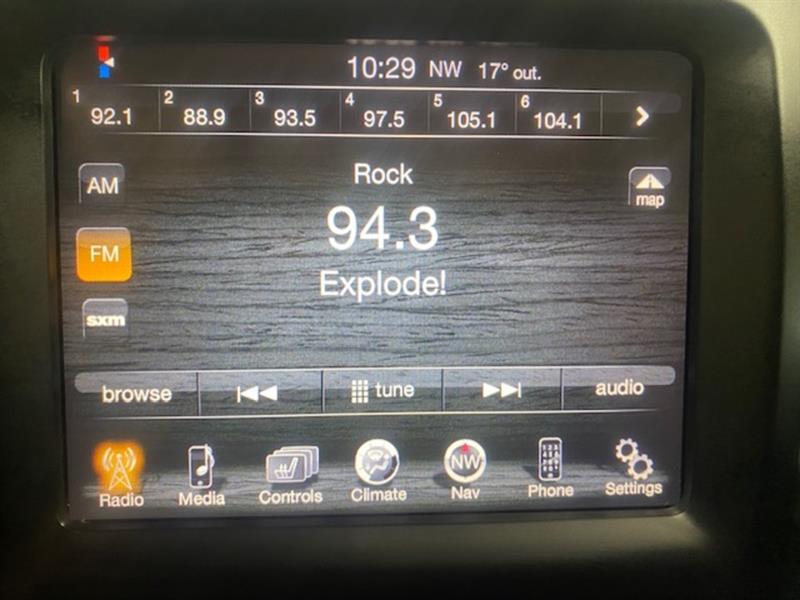 10:29 NW 17° out.
1 92.1 2 88.9 3 93.5 4 97.5 5 105.1 6 104.1
AM
Rock
map
94.3
FM
Explode!
sxm
browse tune audio
NW
Radio Media Controls Climate Nav Phone Settings